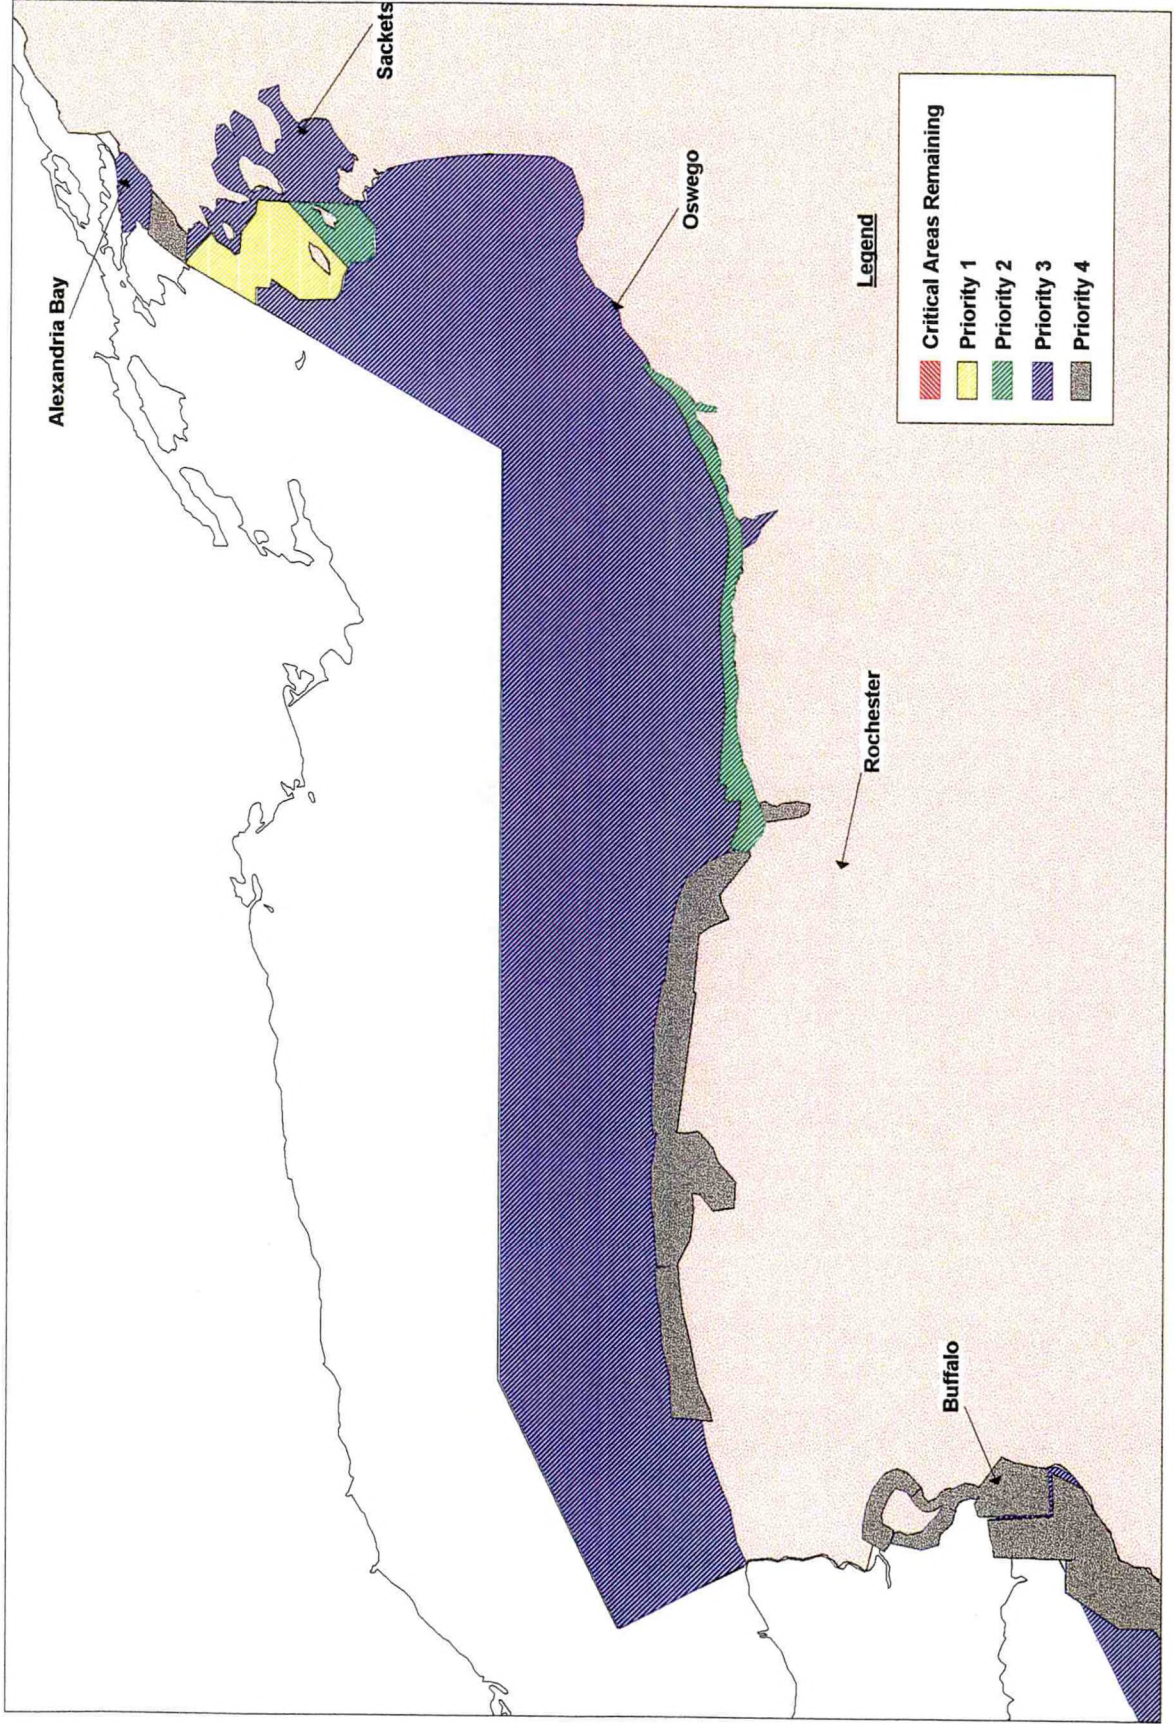 Alexandria Bay
Sackets
Oswego
Rochester
Buffalo
Legend
Critical Areas Remaining
Priority 1
Priority 2
Priority 3
Priority 4